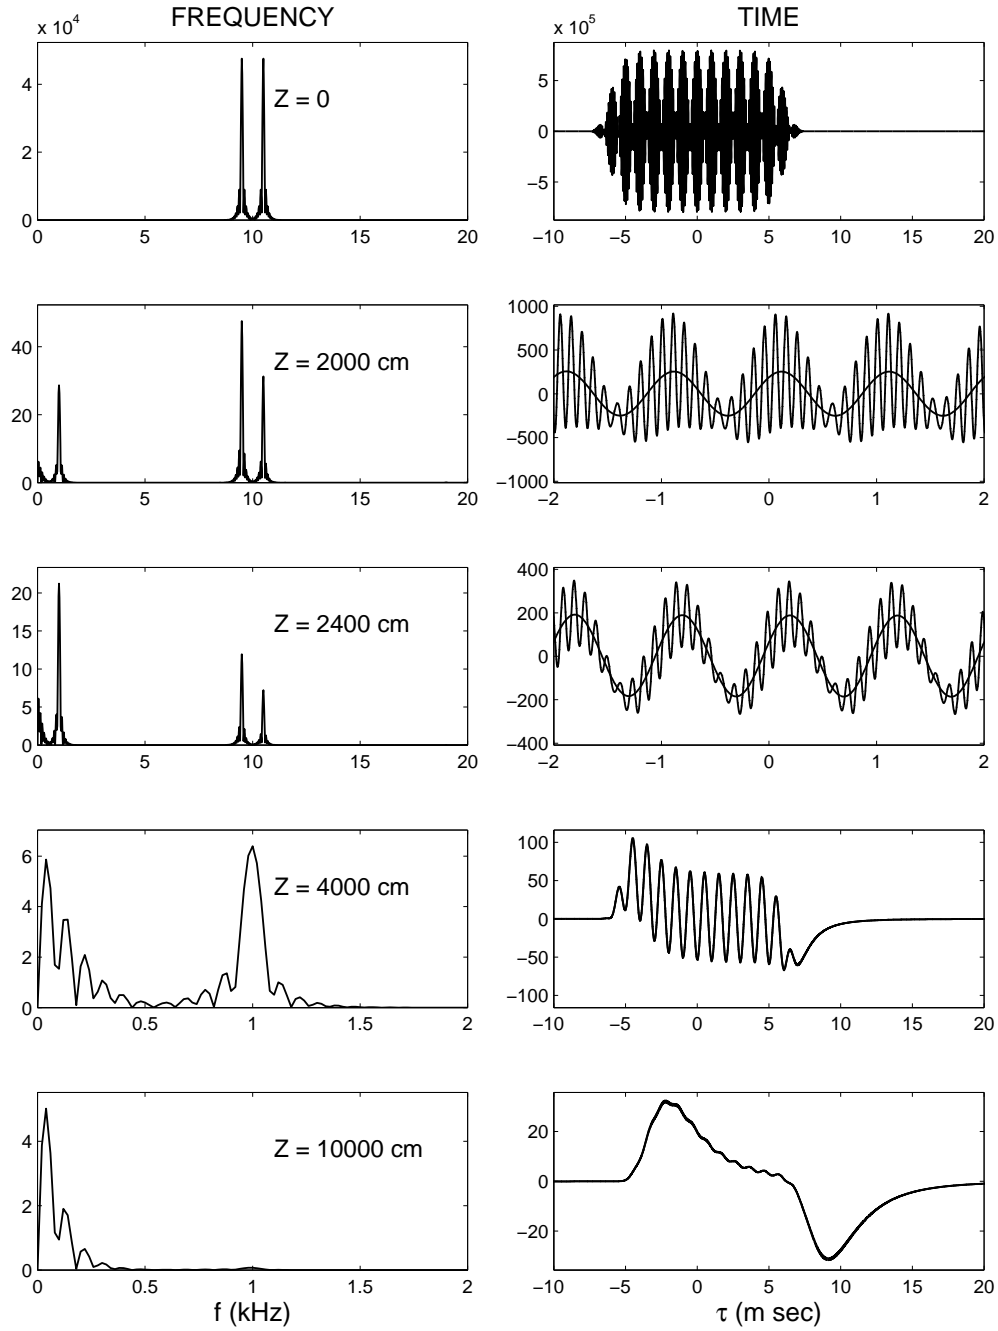 FREQUENCY
TIME
x 10^4
x 10^5
Z = 0
4
2
0
0 5 10 15 20
5
0
−5
−10 −5 0 5 10 15 20
Z = 2000 cm
40
20
0
0 5 10 15 20
1000
500
0
−500
−1000
−2 −1 0 1 2
Z = 2400 cm
20
15
10
5
0
0 5 10 15 20
400
200
0
−200
−400
−2 −1 0 1 2
Z = 4000 cm
6
4
2
0
0 0.5 1 1.5 2
100
50
0
−50
−100
−10 −5 0 5 10 15 20
Z = 10000 cm
4
2
0
0 0.5 1 1.5 2
20
0
−20
−10 −5 0 5 10 15 20
f (kHz)
τ (m sec)